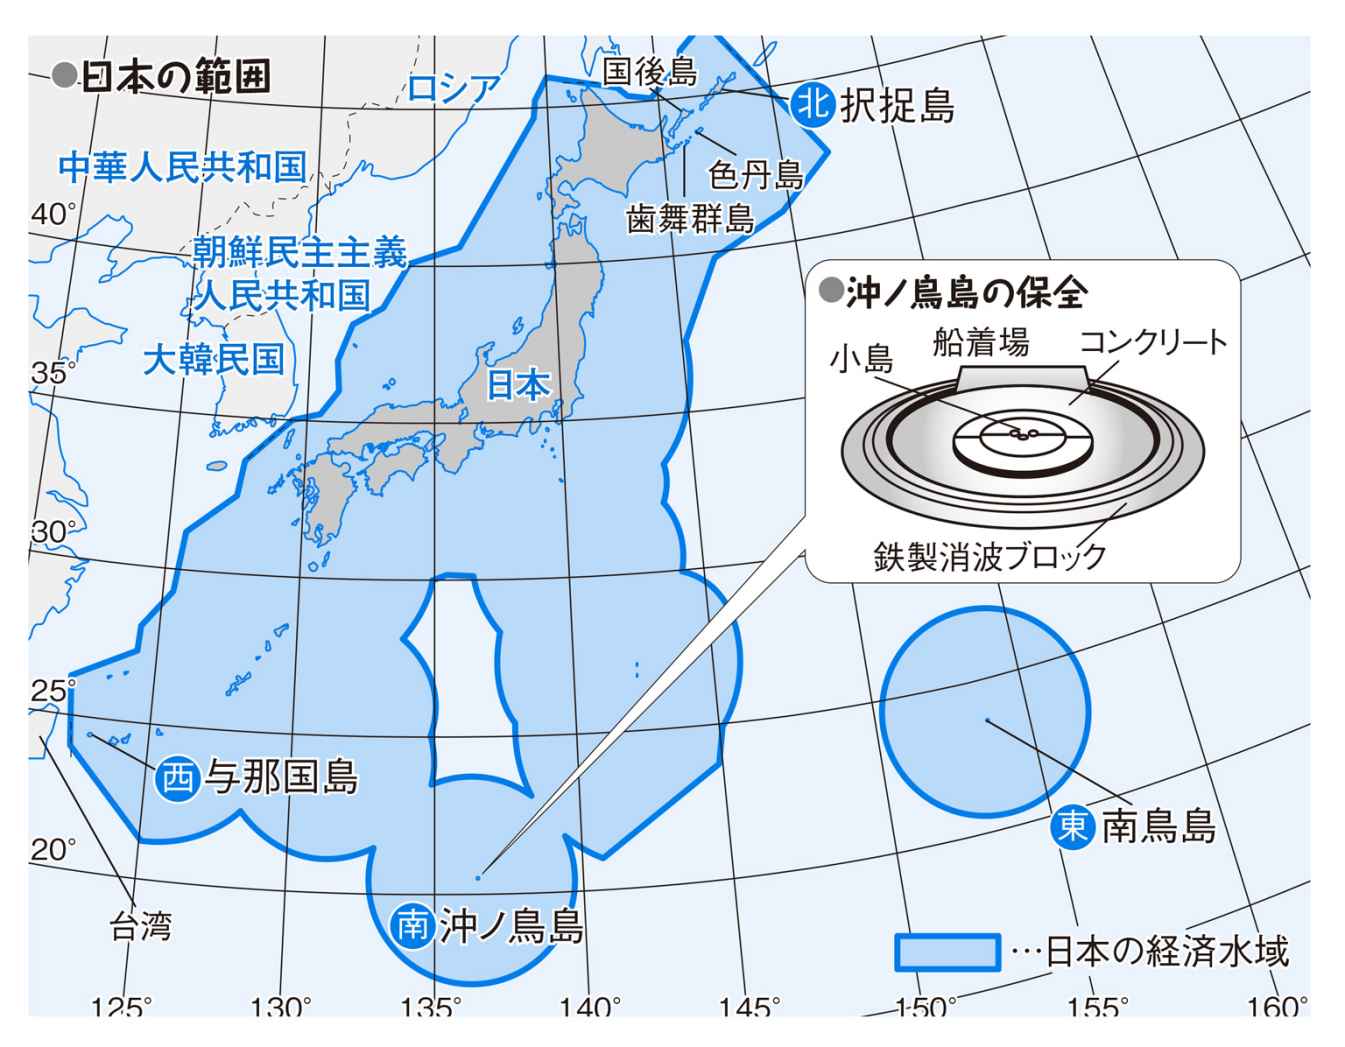 ●日本の範囲
ロシア
国後島
北 択捉島
中華人民共和国
色丹島
歯舞群島
40°
朝鮮民主主義
人民共和国
●沖ノ鳥島の保全
船着場
コンクリート
小島
大韓民国
35°
日本
30°
鉄製消波ブロック
25°
西 与那国島
東 南鳥島
20°
台湾
南 沖ノ鳥島
…日本の経済水域
125°
130°
135°
140°
145°
150°
155°
160°